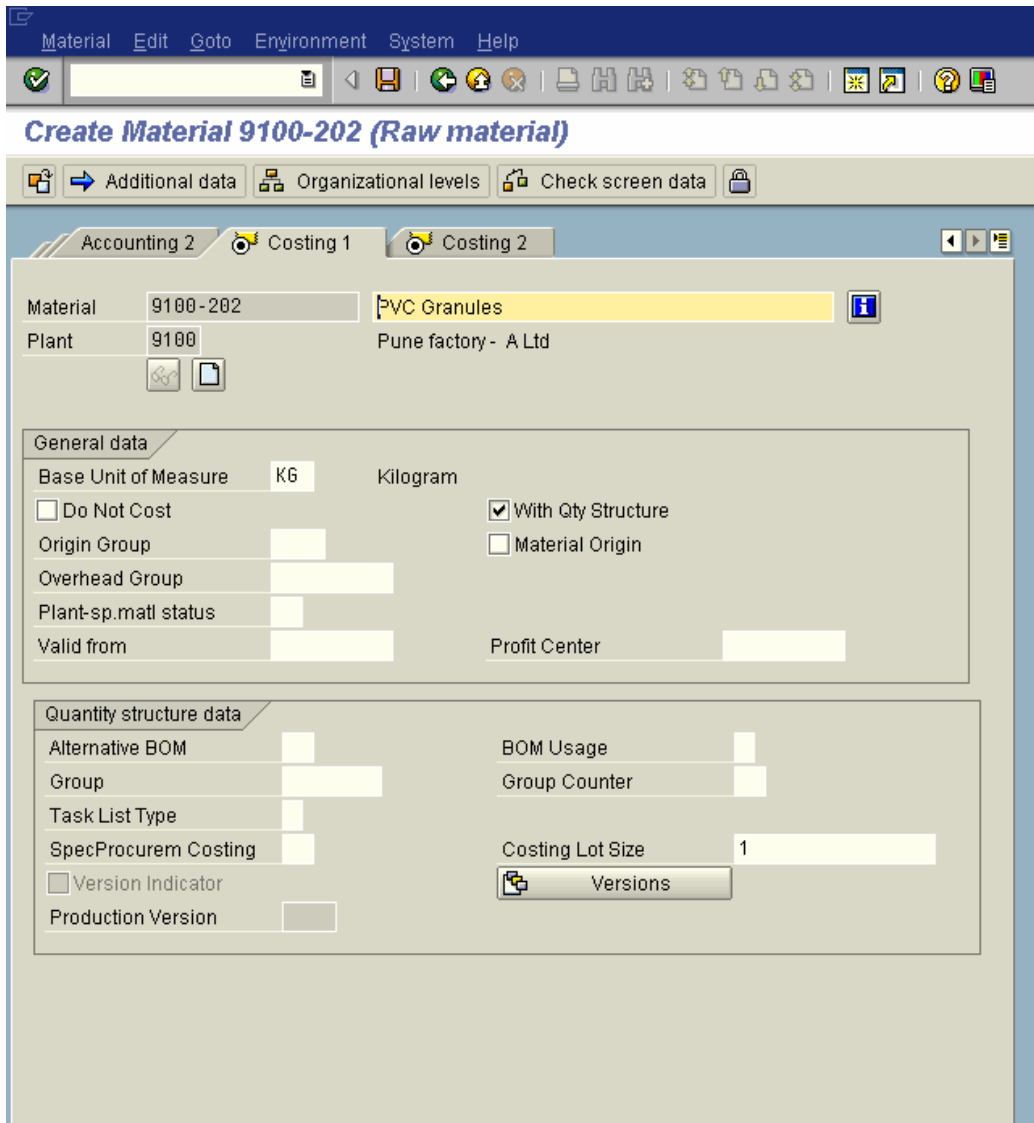 Material Edit Goto Environment System Help
Create Material 9100-202 (Raw material)
Additional data Organizational levels Check screen data
Accounting 2 Costing 1 Costing 2
Material 9100-202 PVC Granules
Plant 9100 Pune factory - A Ltd
General data
Base Unit of Measure KG Kilogram
Do Not Cost With Qty Structure
Origin Group Material Origin
Overhead Group
Plant-sp.matl status
Valid from Profit Center
Quantity structure data
Alternative BOM BOM Usage
Group Group Counter
Task List Type
SpecProcurem Costing Costing Lot Size 1
Version Indicator Versions
Production Version